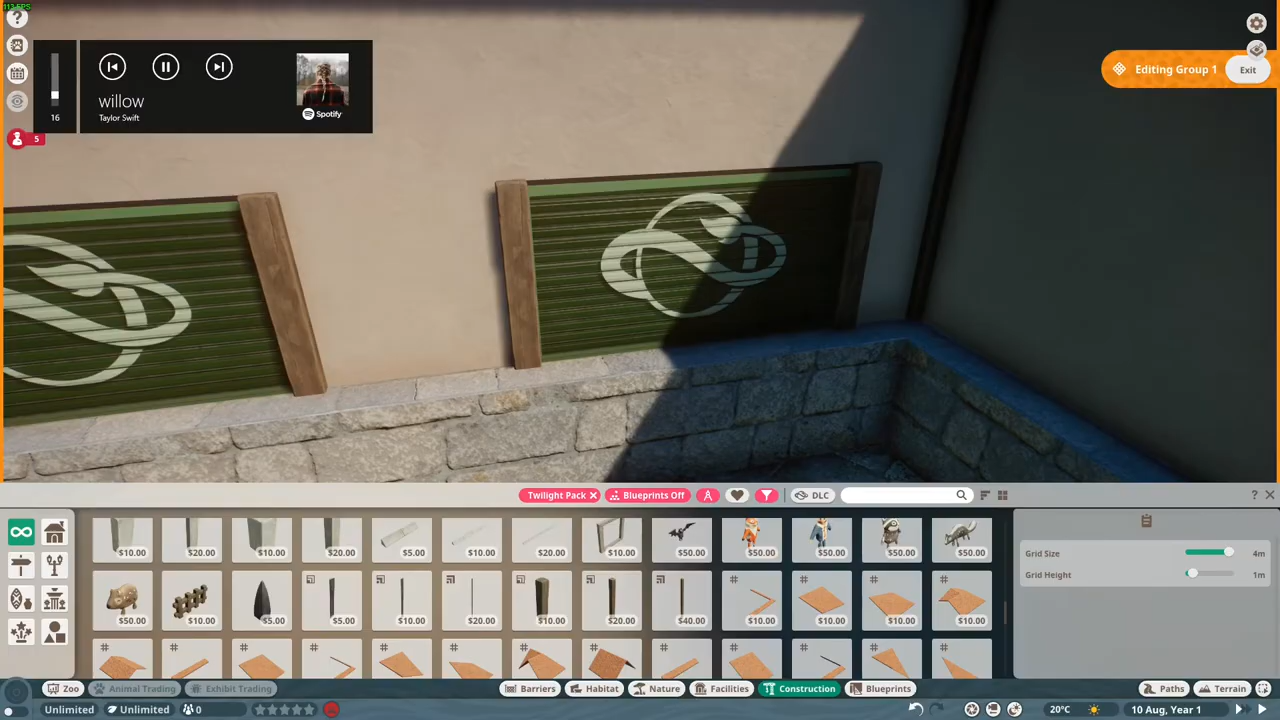 113 FPS
16
willow
Taylor Swift
Spotify
Editing Group 1
Exit
5
Twilight Pack
Blueprints Off
DLC
$10.00 $20.00 $10.00 $20.00 $5.00 $10.00 $20.00 $10.00 $50.00 $50.00 $50.00 $50.00 $50.00
$50.00 $10.00 $5.00 $5.00 $10.00 $20.00 $10.00 $20.00 $40.00 $10.00 $10.00 $10.00 $10.00
Grid Size 4m
Grid Height 1m
Zoo
Animal Trading
Exhibit Trading
Barriers
Habitat
Nature
Facilities
Construction
Blueprints
Paths
Terrain
Unlimited
Unlimited
0
20°C
10 Aug, Year 1